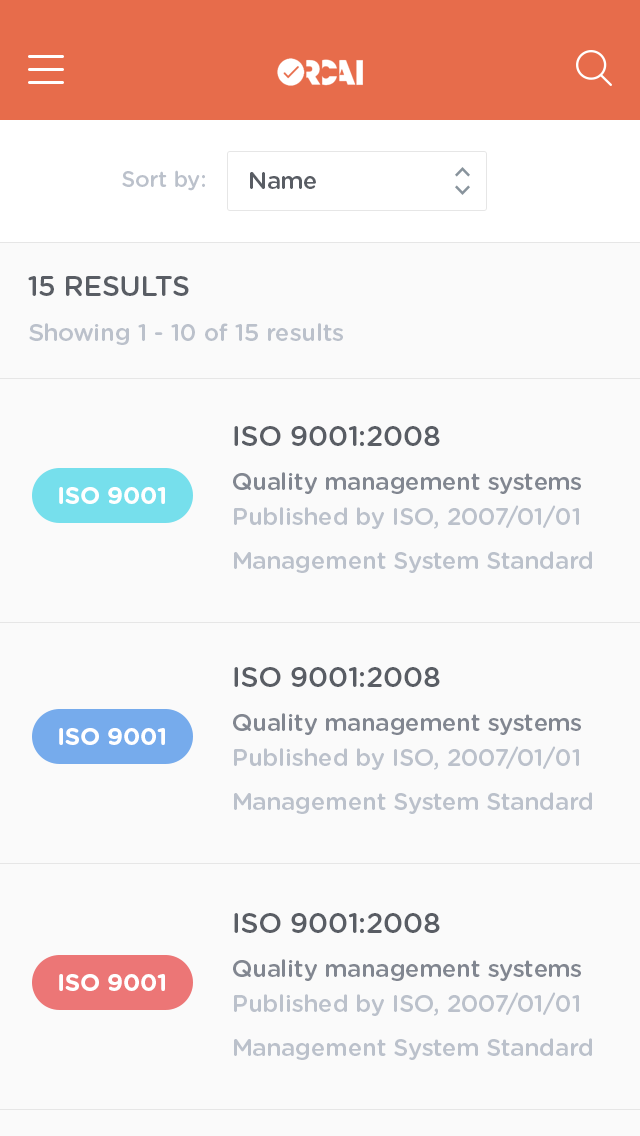 ORCAI
Sort by: Name
15 RESULTS
Showing 1 - 10 of 15 results
ISO 9001:2008
ISO 9001
Quality management systems
Published by ISO, 2007/01/01
Management System Standard
ISO 9001:2008
ISO 9001
Quality management systems
Published by ISO, 2007/01/01
Management System Standard
ISO 9001:2008
ISO 9001
Quality management systems
Published by ISO, 2007/01/01
Management System Standard